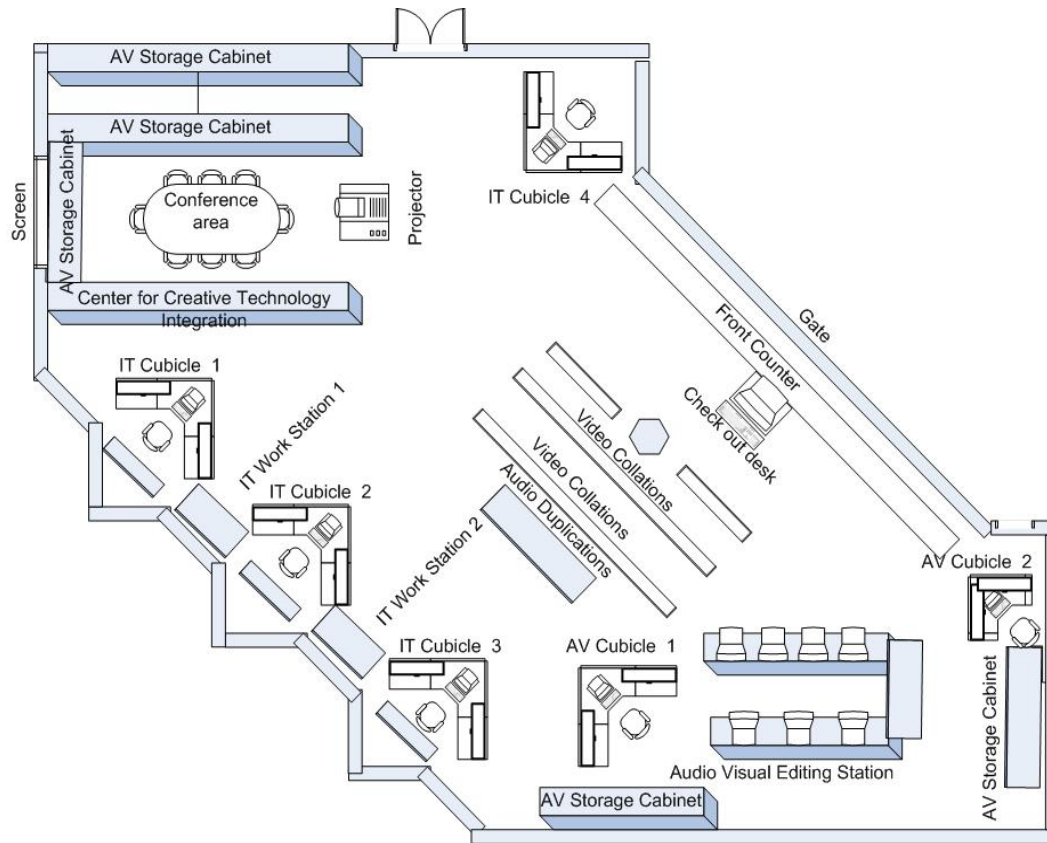 AV Storage Cabinet
AV Storage Cabinet
AV Storage Cabinet
Screen
Conference
area
Projector
IT Cubicle 4
Center for Creative Technology
Integration
Gate
Front Counter
Check out desk
IT Cubicle 1
IT Work Station 1
Video Collations
Video Collations
Audio Duplications
IT Cubicle 2
IT Work Station 2
AV Cubicle 2
IT Cubicle 3
AV Cubicle 1
AV Storage Cabinet
Audio Visual Editing Station
AV Storage Cabinet